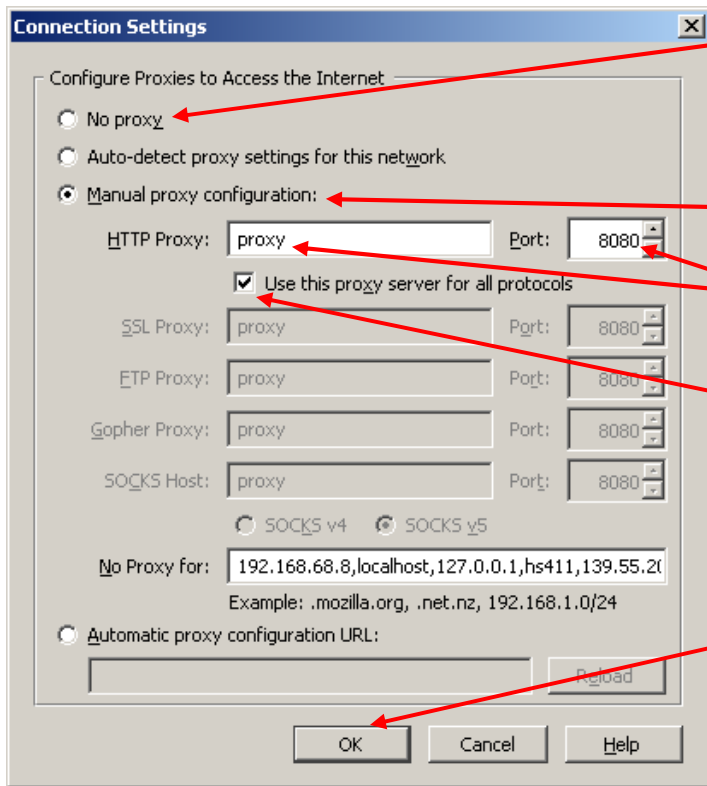 Connection Settings
Configure Proxies to Access the Internet
No proxy
Auto-detect proxy settings for this network
Manual proxy configuration:
HTTP Proxy: proxy Port: 8080
Use this proxy server for all protocols
SSL Proxy: proxy Port: 8080
FTP Proxy: proxy Port: 8080
Gopher Proxy: proxy Port: 8080
SOCKS Host: proxy Port: 8080
SOCKS v4 SOCKS v5
No Proxy for: 192.168.68.8,localhost,127.0.0.1,hs411,139.55.20
Example: .mozilla.org, .net.nz, 192.168.1.0/24
Automatic proxy configuration URL:
Reload
OK Cancel Help